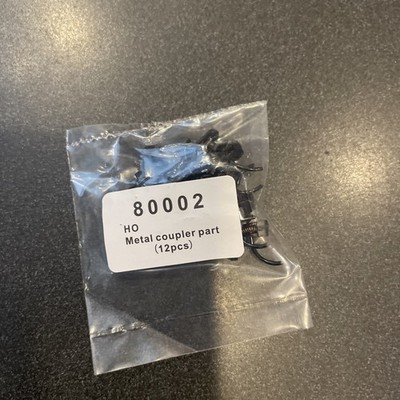 80002
HO
Metal coupler part
(12pcs)